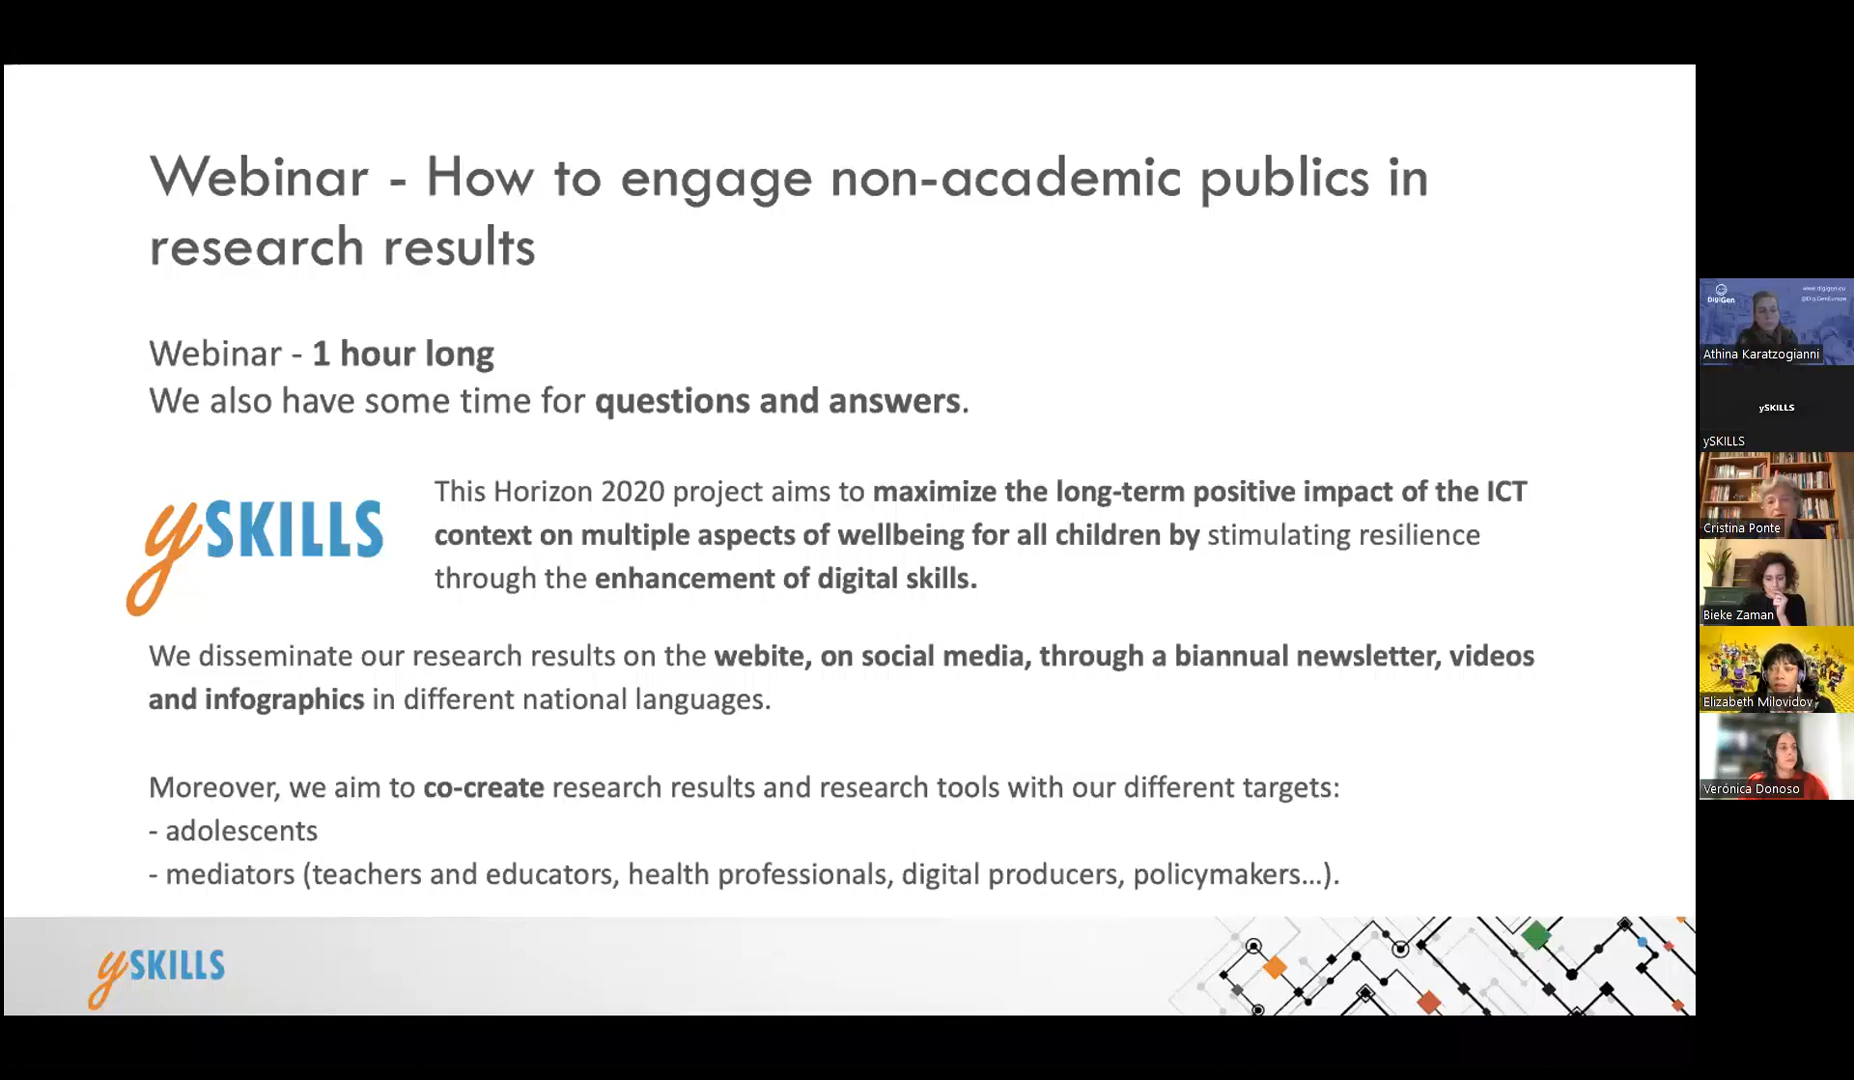 Webinar - How to engage non-academic publics in
research results
Webinar - 1 hour long
We also have some time for questions and answers.
ySKILLS
This Horizon 2020 project aims to maximize the long-term positive impact of the ICT
context on multiple aspects of wellbeing for all children by stimulating resilience
through the enhancement of digital skills.
We disseminate our research results on the webite, on social media, through a biannual newsletter, videos
and infographics in different national languages.
Moreover, we aim to co-create research results and research tools with our different targets:
- adolescents
- mediators (teachers and educators, health professionals, digital producers, policymakers...).
ySKILLS
DigiGen
www.digigen.eu
@DigiGenEurope
Athina Karatzogianni
ySKILLS
ySKILLS
Cristina Ponte
Bieke Zaman
Elizabeth Milovidov
Verónica Donoso